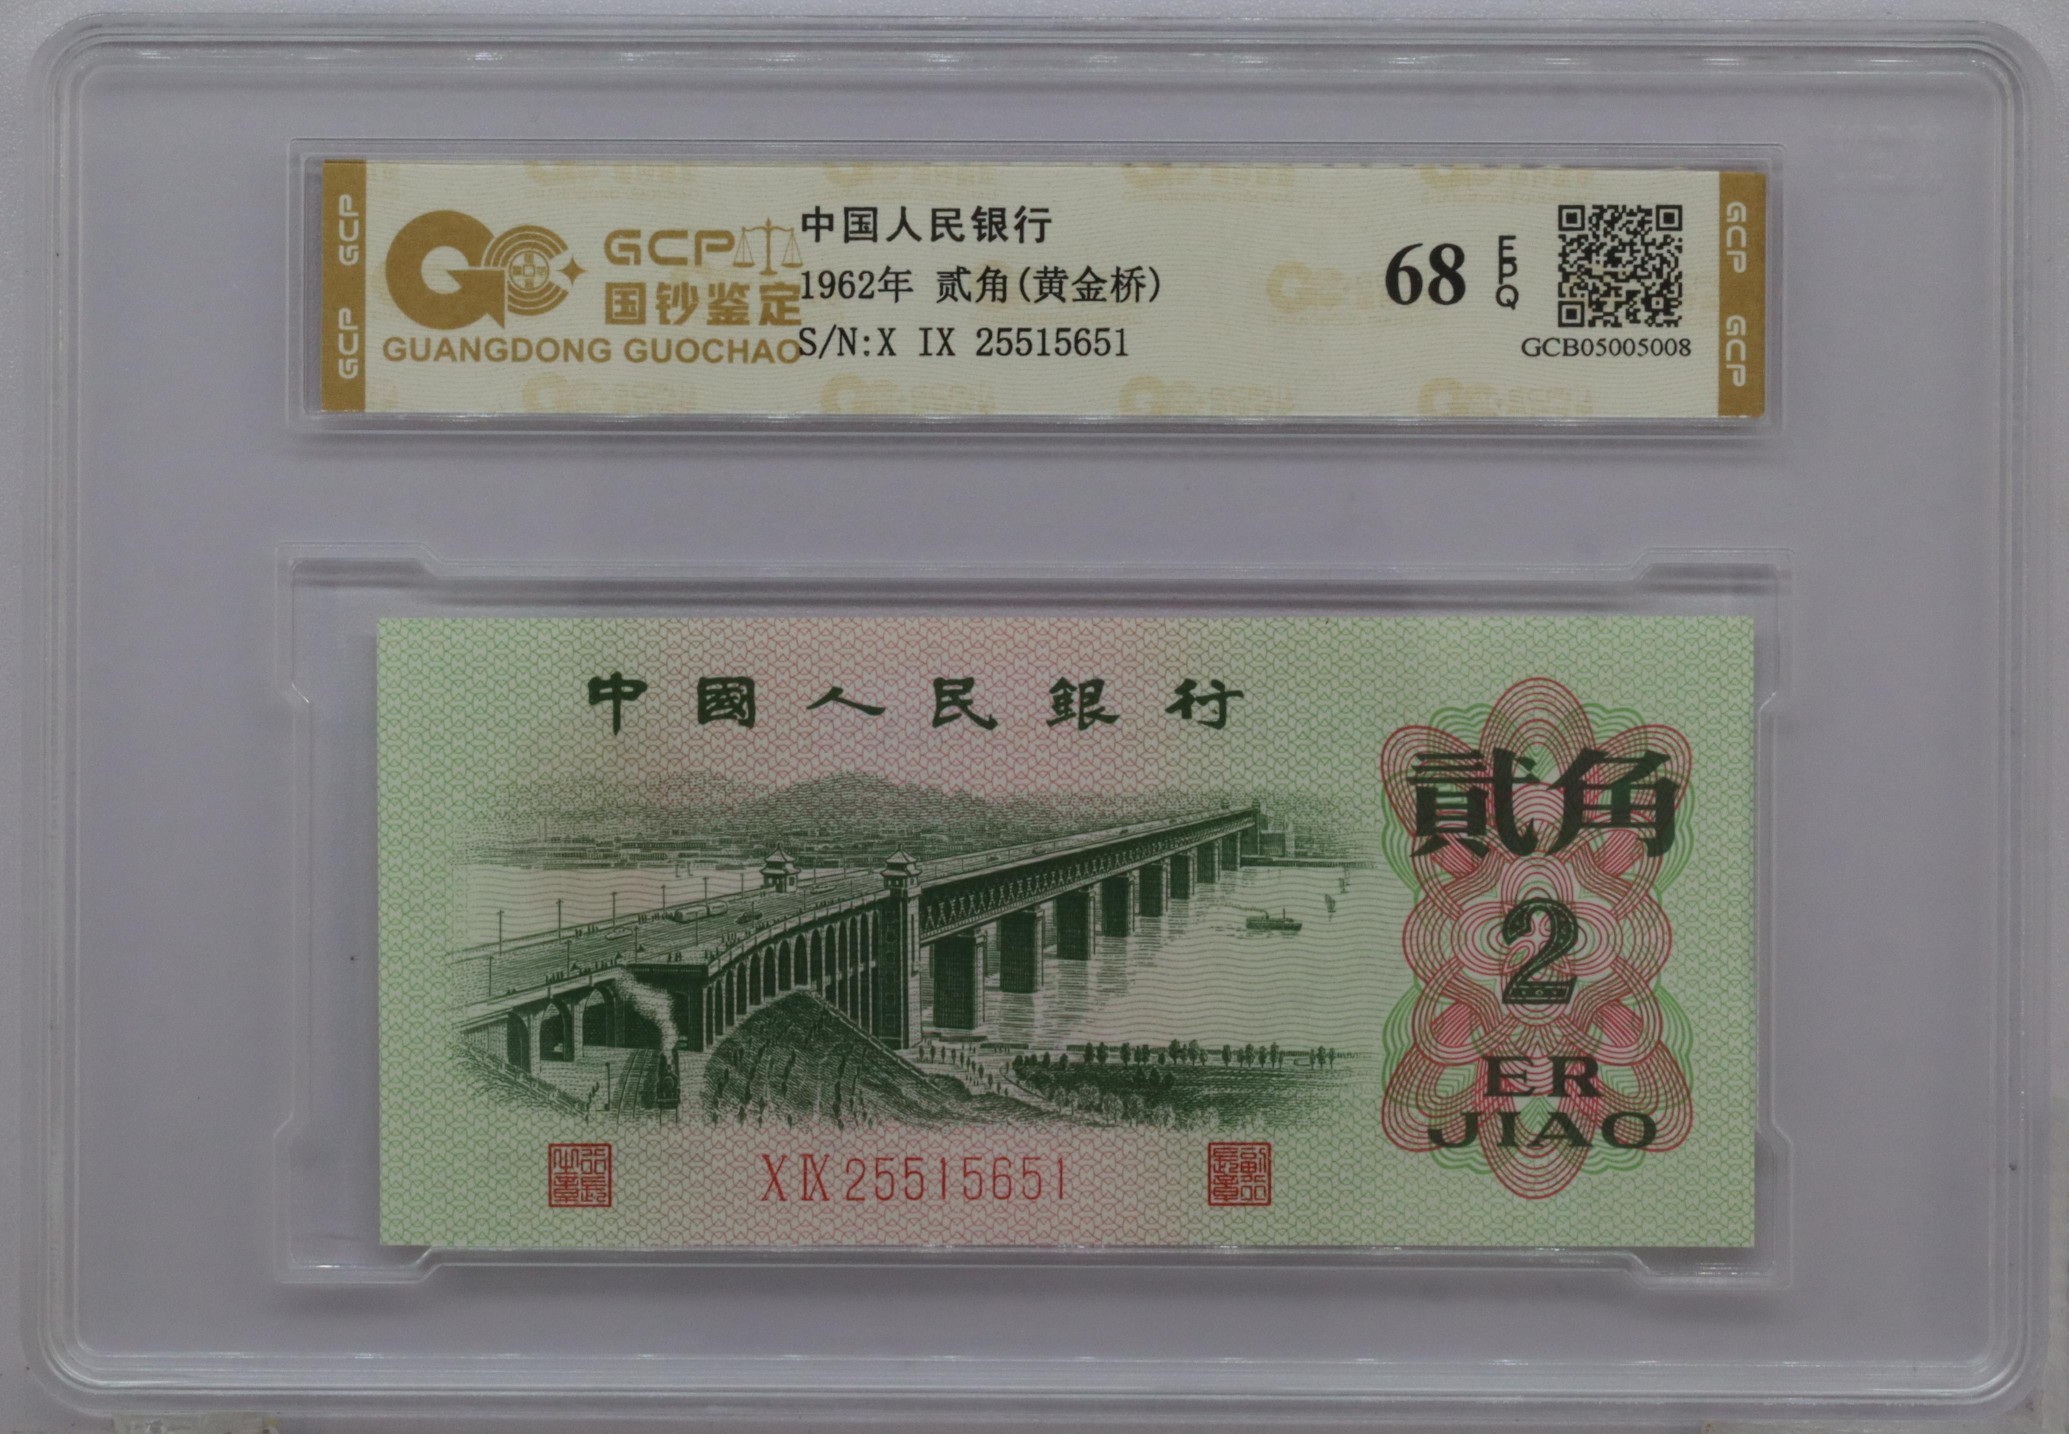 GCP
GCP
GCP
国钞鉴定
GUANGDONG GUOCHAO
中国人民银行
1962年 贰角(黄金桥)
S/N:X IX 25515651
68 EPQ
GCB05005008
GCP
GCP
中國人民銀行
貳角
2
ER
JIAO
X IX 25515651